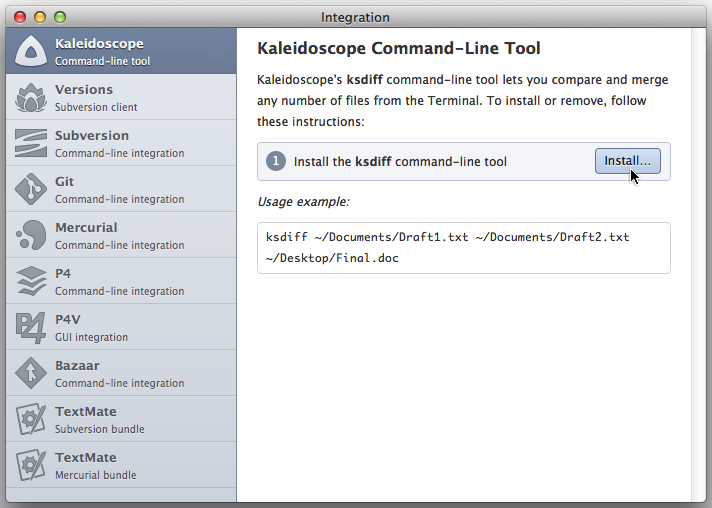 Integration
Kaleidoscope
Command-line tool
Versions
Subversion client
Subversion
Command-line integration
Git
Command-line integration
Mercurial
Command-line integration
P4
Command-line integration
P4
P4V
GUI integration
Bazaar
Command-line integration
TextMate
Subversion bundle
TextMate
Mercurial bundle
Kaleidoscope Command-Line Tool
Kaleidoscope's ksdiff command-line tool lets you compare and merge
any number of files from the Terminal. To install or remove, follow
these instructions:
1 Install the ksdiff command-line tool
Install...
Usage example:
ksdiff ~/Documents/Draft1.txt ~/Documents/Draft2.txt
~/Desktop/Final.doc